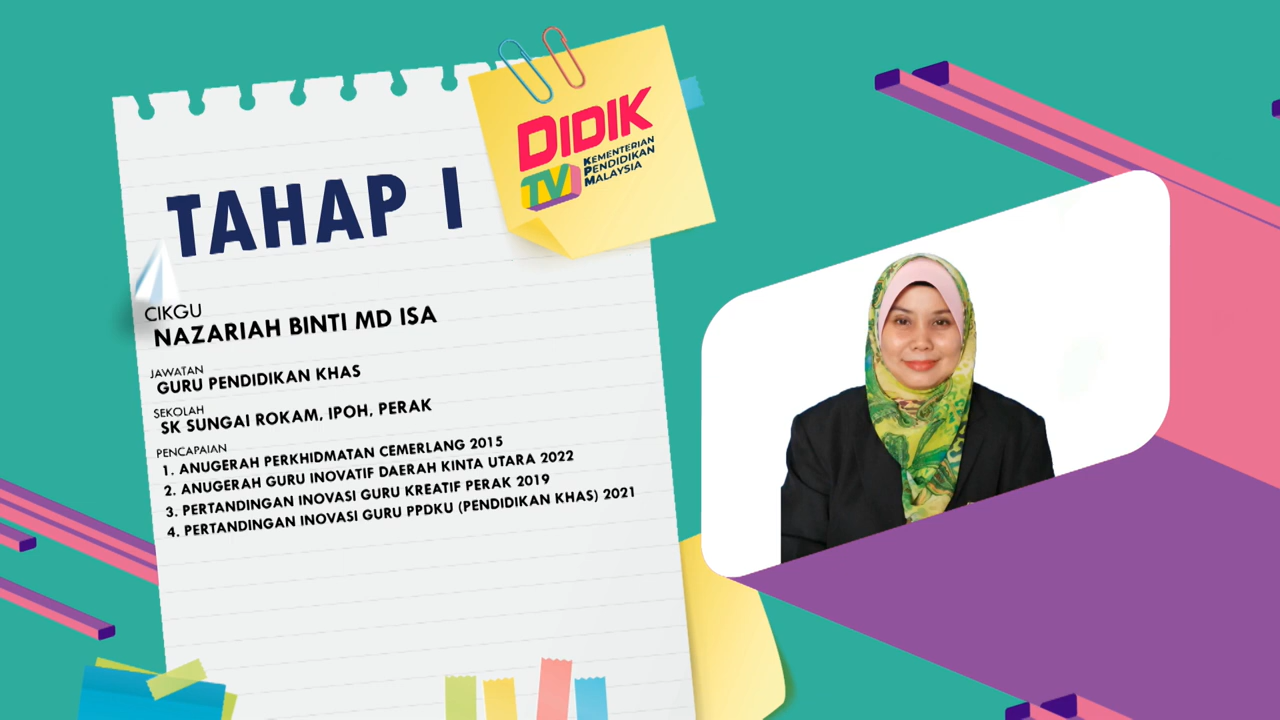 DIDIK
TV
KEMENTERIAN
PENDIDIKAN
MALAYSIA
TAHAP I
CIKGU
NAZARIAH BINTI MD ISA
JAWATAN
GURU PENDIDIKAN KHAS
SEKOLAH
SK SUNGAI ROKAM, IPOH, PERAK
PENCAPAIAN
1. ANUGERAH PERKHIDMATAN CEMERLANG 2015
2. ANUGERAH GURU INOVATIF DAERAH KINTA UTARA 2022
3. PERTANDINGAN INOVASI GURU KREATIF PERAK 2019
4. PERTANDINGAN INOVASI GURU PPDKU (PENDIDIKAN KHAS) 2021